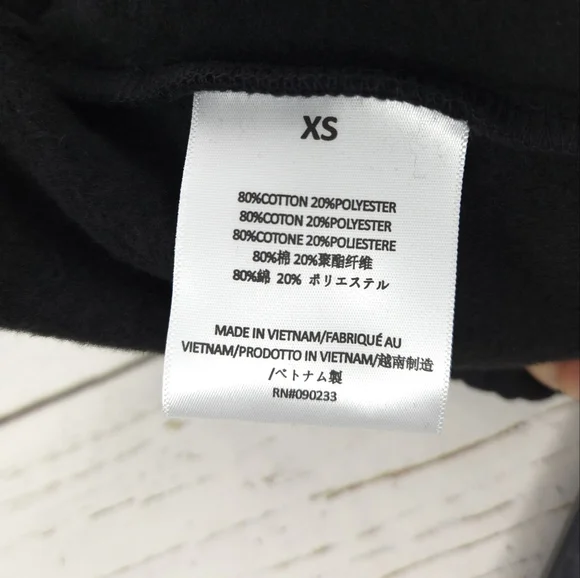 XS
80%COTTON 20%POLYESTER
80%COTON 20%POLYESTER
80%COTONE 20%POLIESTERE
80%棉 20%聚酯纤维
80%綿 20% ポリエステル
MADE IN VIETNAM/FABRIQUÉ AU
VIETNAM/PRODOTTO IN VIETNAM/越南制造
/ベトナム製
RN#090233